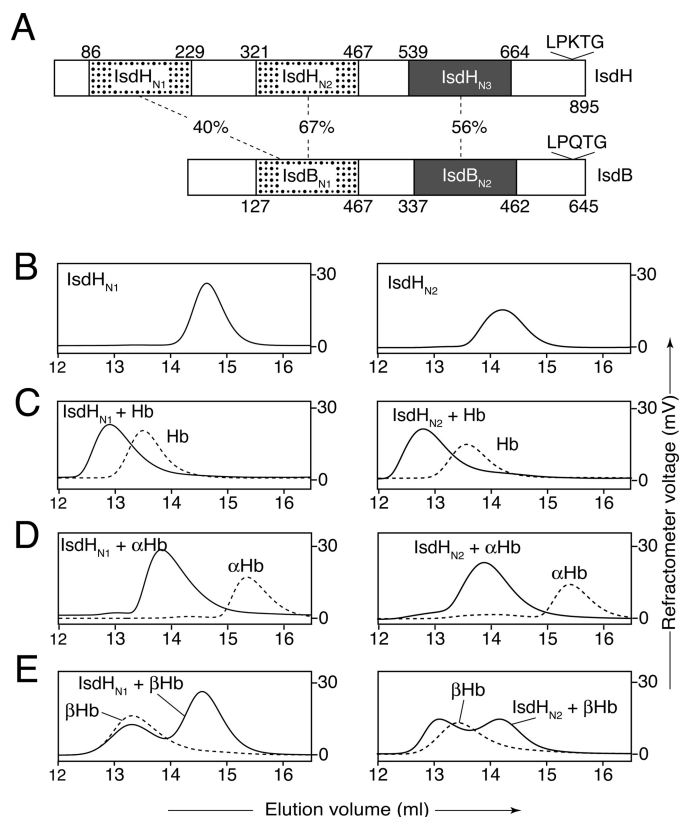 A
86 229 321 467 539 664 LPKTG
IsdHN1 IsdHN2 IsdHN3 IsdH
895
40% 67% 56%
LPQTG
IsdBN1 IsdBN2 IsdB
127 467 337 462 645
B
IsdHN1 30
0
12 13 14 15 16
IsdHN2 30
0
12 13 14 15 16
C
IsdHN1 + Hb 30
Hb
0
12 13 14 15 16
IsdHN2 + Hb 30
Hb
0
12 13 14 15 16
D
IsdHN1 + αHb 30
αHb
0
12 13 14 15 16
IsdHN2 + αHb 30
αHb
0
12 13 14 15 16
E
IsdHN1 + βHb 30
βHb
0
12 13 14 15 16
βHb 30
IsdHN2 + βHb
0
12 13 14 15 16
Refractometer voltage (mV)
Elution volume (ml)